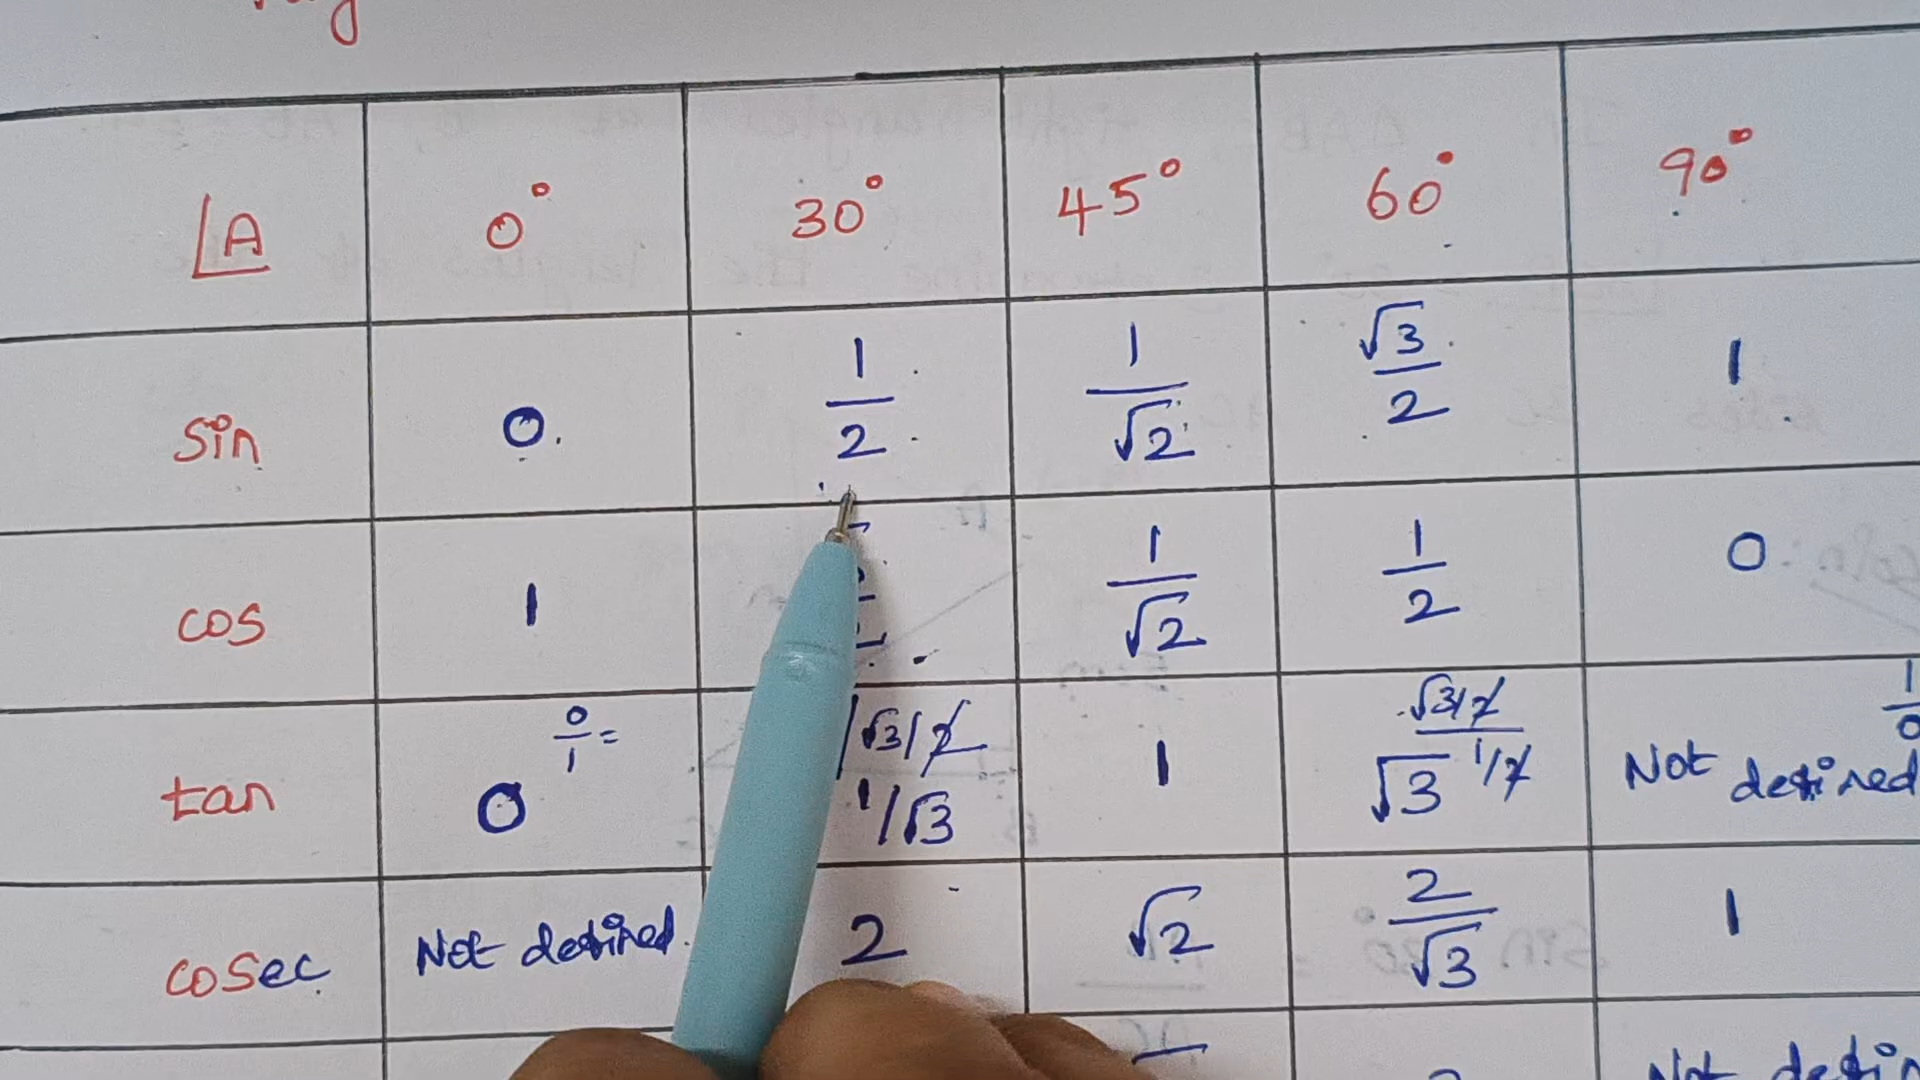 ∠A 0° 30° 45° 60° 90°
sin 0 1/2 1/√2 √3/2 1
cos 1 1/√2 1/2 0
tan 0/1 = 0 √3/2 1/√3 1 √3/2 √3 1/2 Not defined 1/0
cosec Not defined 2 √2 2/√3 1